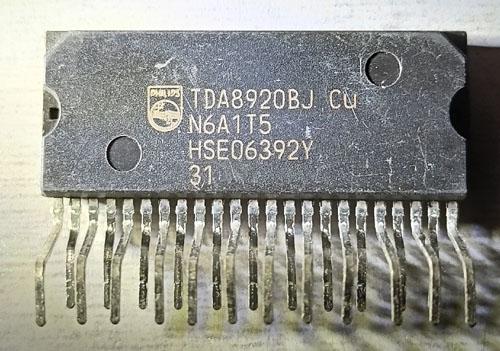 PHILIPS
TDA8920BJ Cu
N6A1T5
HSE06392Y
31